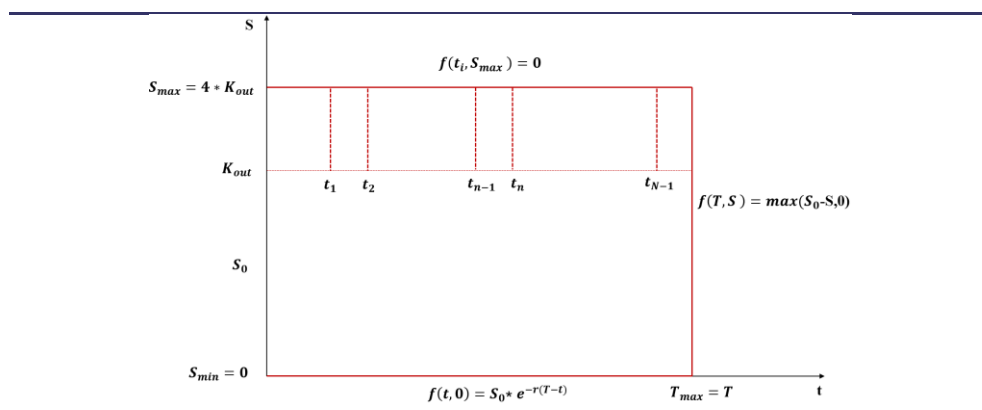 S
f(t_i, S_max) = 0
S_max = 4 * K_out
K_out
t_1 t_2 t_{n-1} t_n t_{N-1}
f(T, S) = max(S_0-S,0)
S_0
S_min = 0
f(t, 0) = S_0* e^{-r(T-t)} T_max = T t